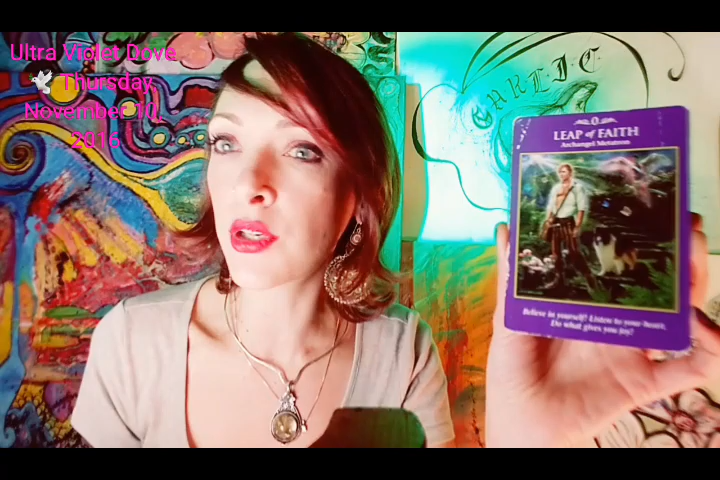 Ultra Violet Dove
🕊 Thursday
November 10,
2016
GARLIC
0
LEAP of FAITH
Archangel Metatron
Believe in yourself! Listen to your heart.
Do what gives you joy!